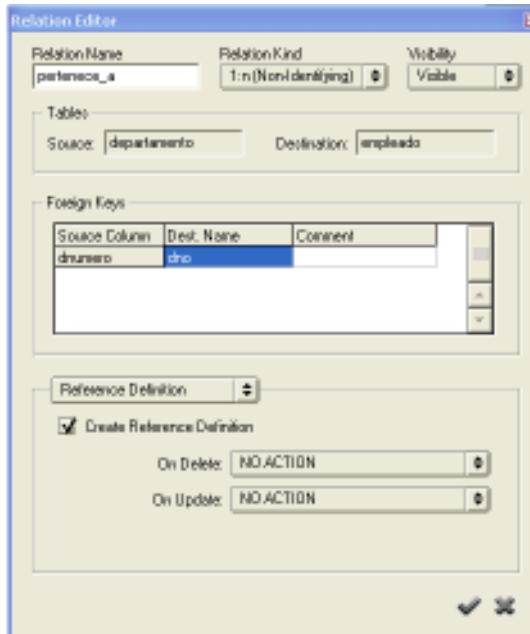 Relation Editor
Relation Name Relation Kind Visibility
pertenece_a 1:n (Non-Identifying) Visible
Tables
Source: departamento Destination: empleado
Foreign Keys
Source Column Dest. Name Comment
dnumero dno
Reference Definition
Create Reference Definition
On Delete: NO ACTION
On Update: NO ACTION